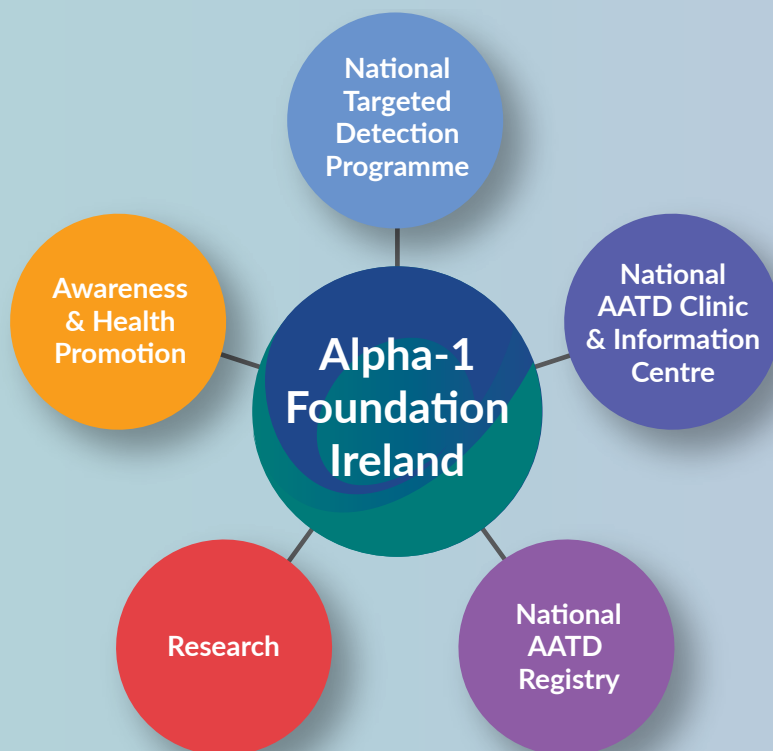 National
Targeted
Detection
Programme
Awareness
& Health
Promotion
National
AATD Clinic
& Information
Centre
Alpha-1
Foundation
Ireland
Research
National
AATD
Registry